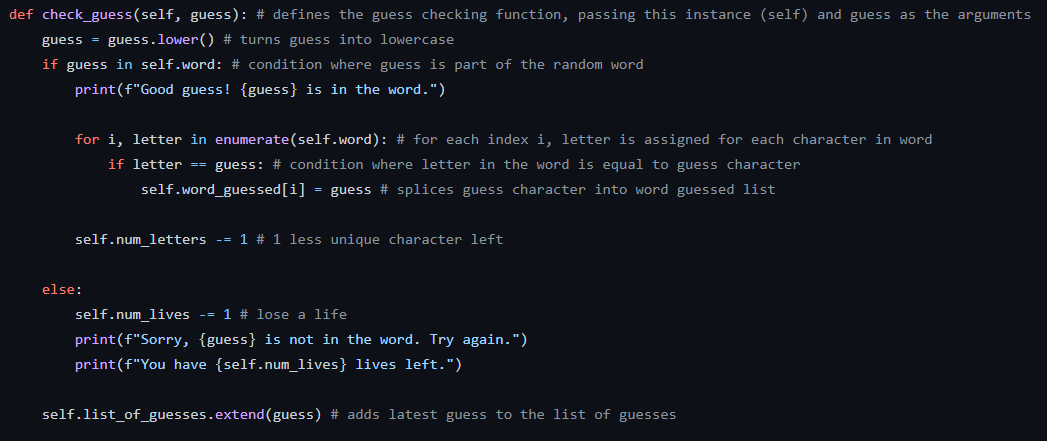 def check_guess(self, guess): # defines the guess checking function, passing this instance (self) and guess as the arguments
    guess = guess.lower() # turns guess into lowercase
    if guess in self.word: # condition where guess is part of the random word
        print(f"Good guess! {guess} is in the word.")

        for i, letter in enumerate(self.word): # for each index i, letter is assigned for each character in word
            if letter == guess: # condition where letter in the word is equal to guess character
                self.word_guessed[i] = guess # splices guess character into word guessed list

        self.num_letters -= 1 # 1 less unique character left

    else:
        self.num_lives -= 1 # lose a life
        print(f"Sorry, {guess} is not in the word. Try again.")
        print(f"You have {self.num_lives} lives left.")

    self.list_of_guesses.extend(guess) # adds latest guess to the list of guesses